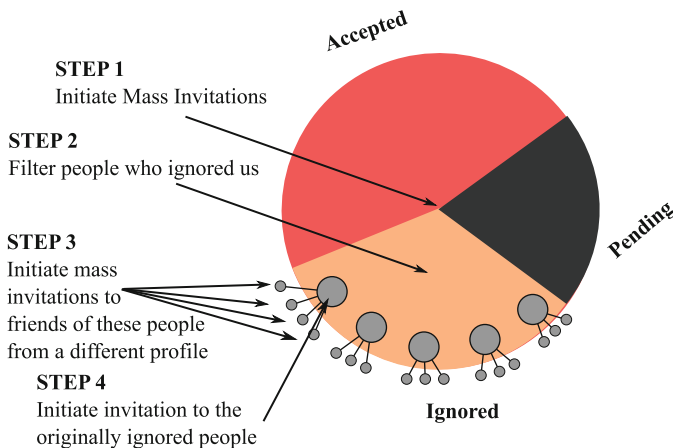 Accepted
STEP 1
Initiate Mass Invitations
STEP 2
Filter people who ignored us
Pending
STEP 3
Initiate mass
invitations to
friends of these people
from a different profile
STEP 4
Initiate invitation to the
originally ignored people
Ignored